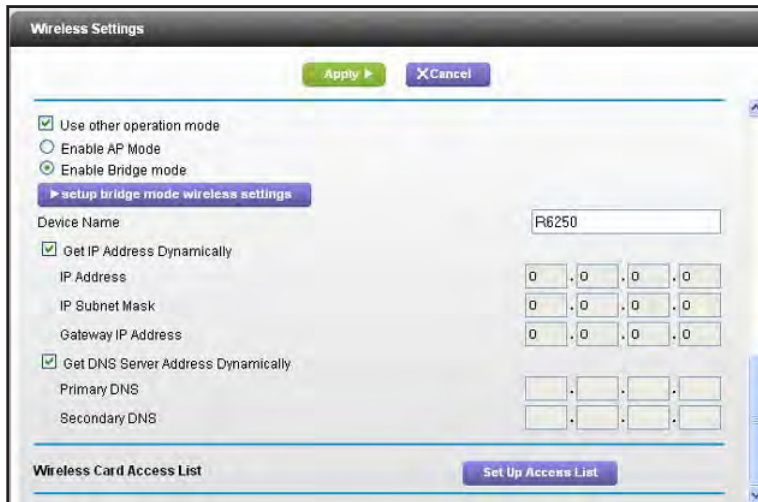 Wireless Settings
Apply ▶ X Cancel
Use other operation mode
Enable AP Mode
Enable Bridge mode
▶ setup bridge mode wireless settings
Device Name R6250
Get IP Address Dynamically
IP Address 0 . 0 . 0 . 0
IP Subnet Mask 0 . 0 . 0 . 0
Gateway IP Address 0 . 0 . 0 . 0
Get DNS Server Address Dynamically
Primary DNS . . .
Secondary DNS . . .
Wireless Card Access List Set Up Access List